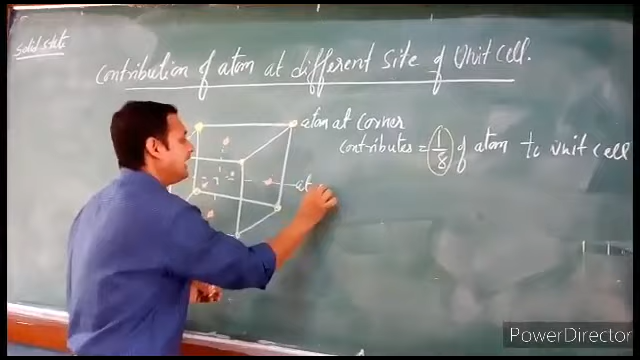 Solid state
Contribution of atom at different site of Unit Cell.
atom at corner
contributes = 1/8 of atom to unit cell
at
PowerDirector